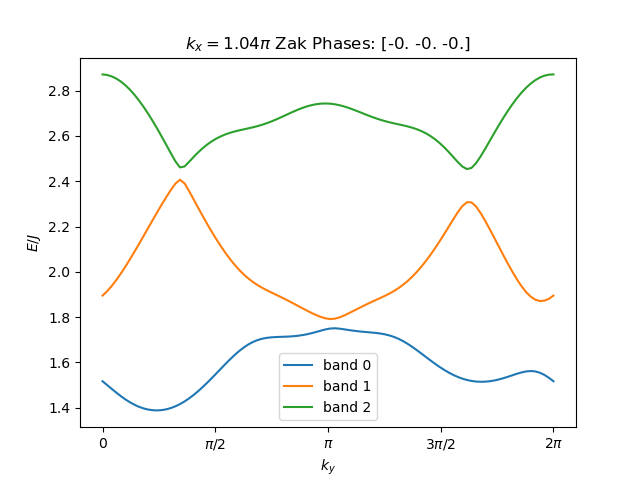 k_x = 1.04π Zak Phases: [-0. -0. -0.]
E/J
2.8
2.6
2.4
2.2
2.0
1.8
1.6
1.4
band 0
band 1
band 2
0 π/2 π 3π/2 2π
k_y